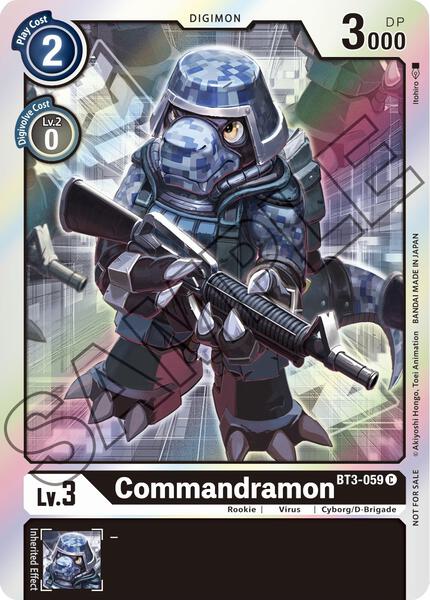 DIGIMON
Play Cost
2
DP
3000
Digivolve Cost
Lv.2
0
Itohiro
SAMPLE
© Akiyoshi Hongo, Toei Animation BANDAI MADE IN JAPAN
NOT FOR SALE
Lv.3
Commandramon
BT3-059 C
Rookie | Virus | Cyborg/D-Brigade
Inherited Effect
-